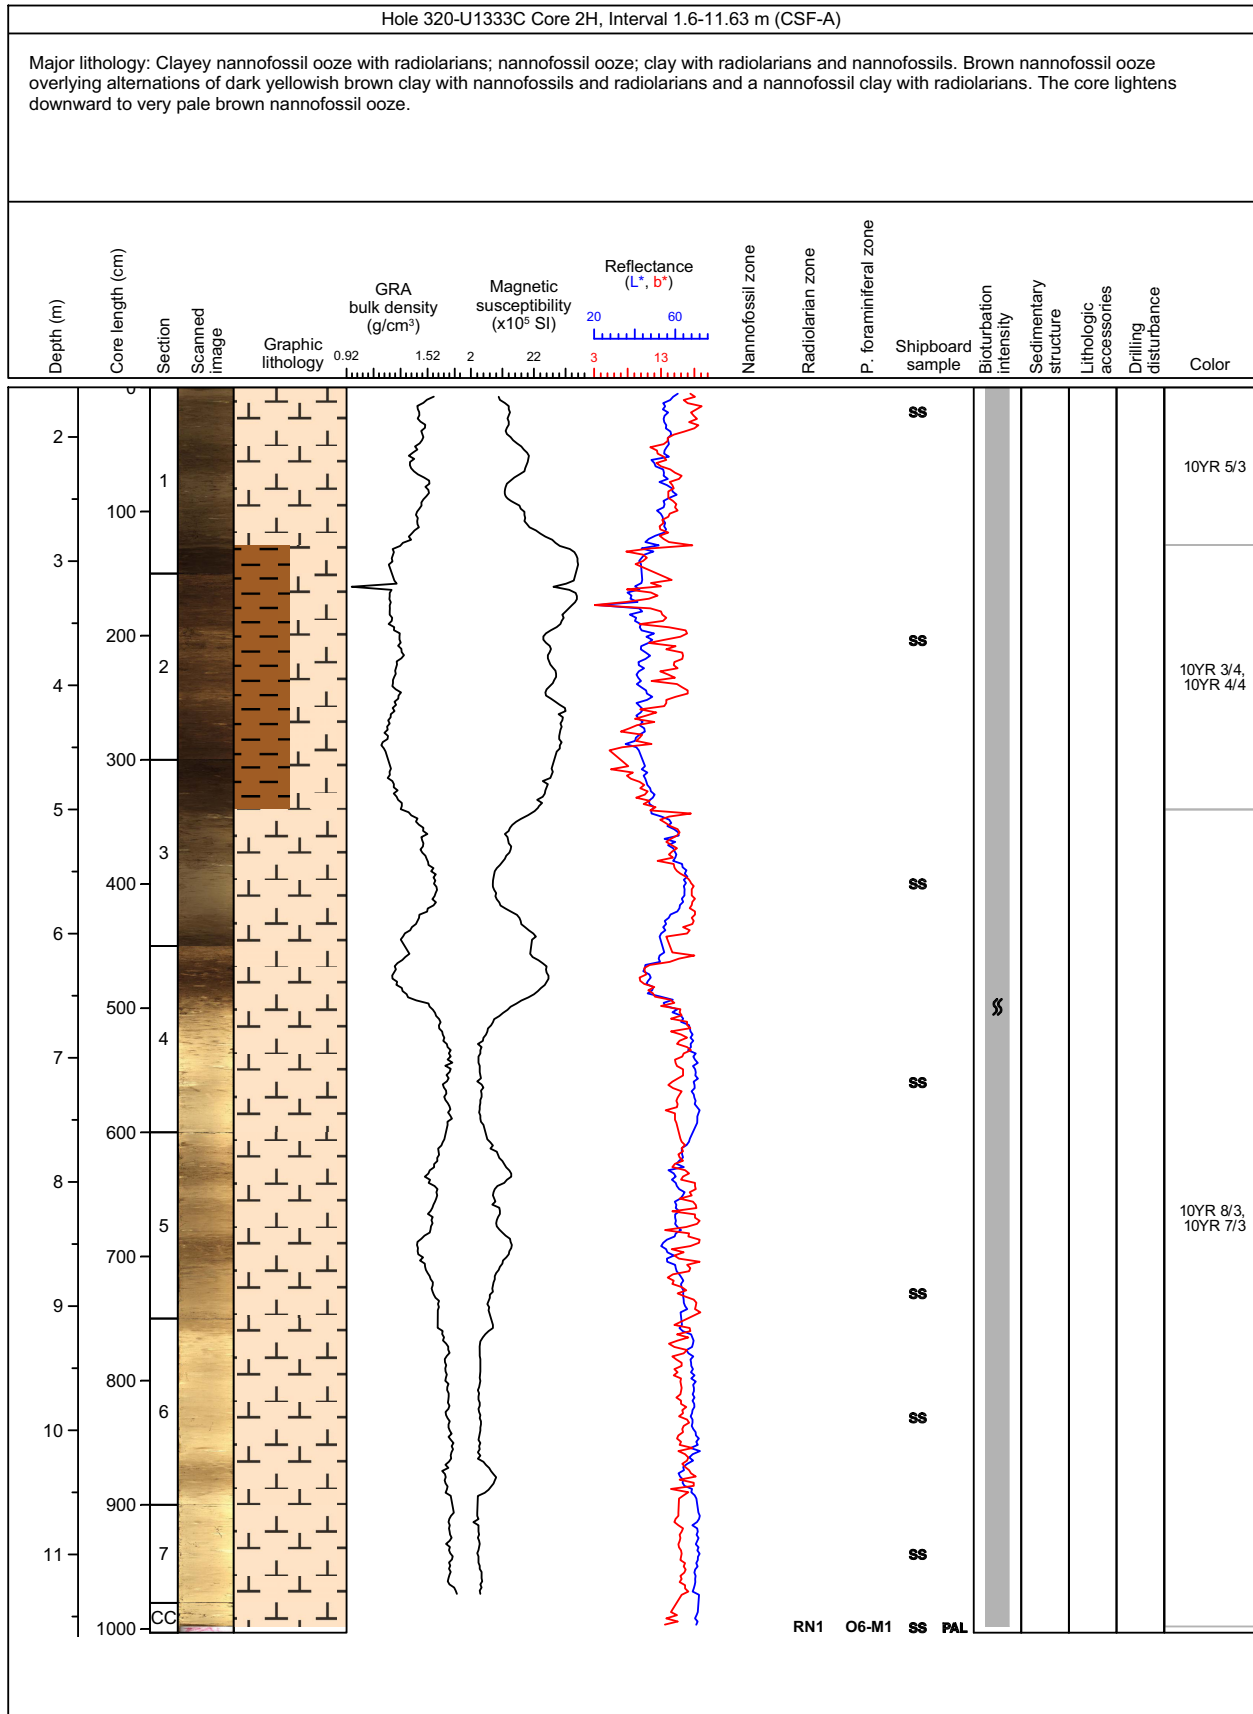 Hole 320-U1333C Core 2H, Interval 1.6-11.63 m (CSF-A)
Major lithology: Clayey nannofossil ooze with radiolarians; nannofossil ooze; clay with radiolarians and nannofossils. Brown nannofossil ooze
overlying alternations of dark yellowish brown clay with nannofossils and radiolarians and a nannofossil clay with radiolarians. The core lightens
downward to very pale brown nannofossil ooze.
Depth (m)
Core length (cm)
Section
Scanned
image
Graphic
lithology
GRA
bulk density
(g/cm³)
0.92 1.52
Magnetic
susceptibility
(x10⁵ SI)
2 22
Reflectance
(L*, b*)
20 60
3 13
Nannofossil zone
Radiolarian zone
P. foraminiferal zone
Shipboard
sample
Bioturbation
intensity
Sedimentary
structure
Lithologic
accessories
Drilling
disturbance
Color
0
SS
2
10YR 5/3
1
100
3
200
SS
2
10YR 3/4,
10YR 4/4
4
300
5
3
400
SS
6
500
4
7
SS
600
8
5
10YR 8/3,
10YR 7/3
700
SS
9
800
6
SS
10
900
7
SS
11
CC
1000
RN1 O6-M1 SS PAL